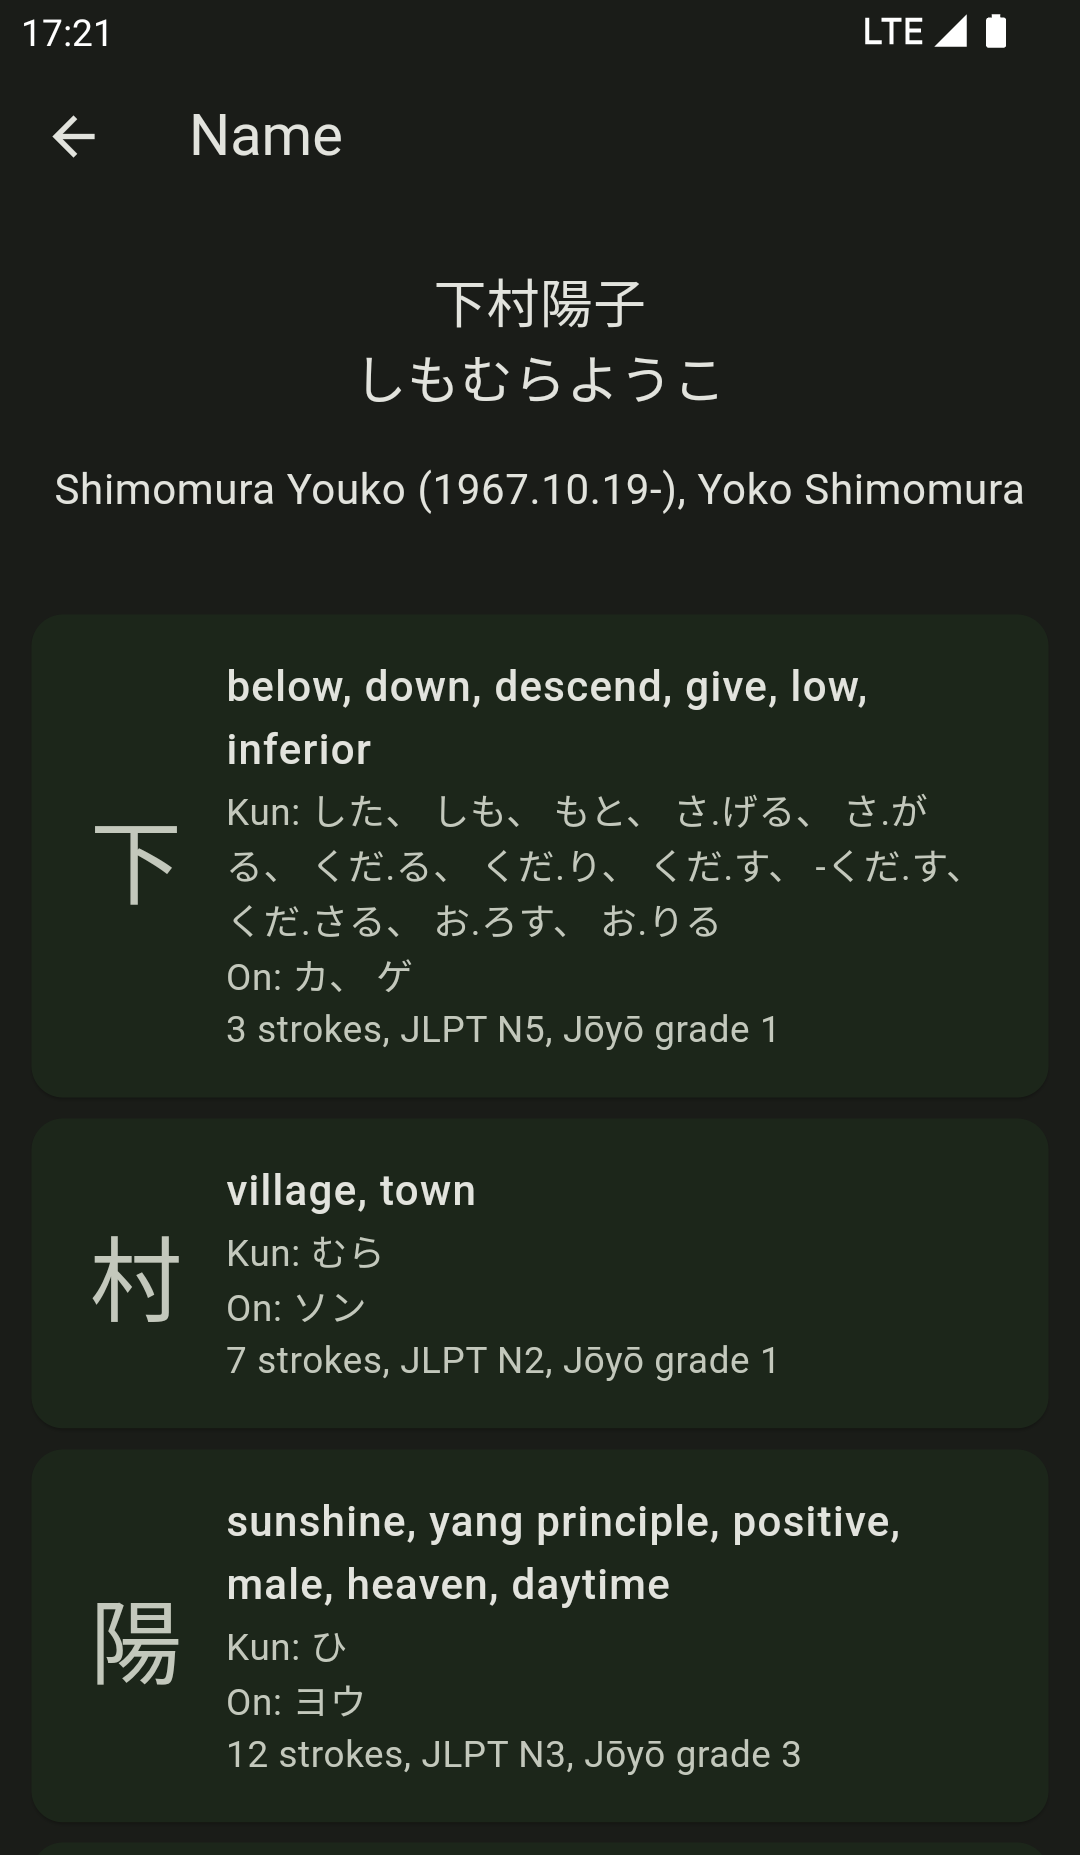 17:21
LTE
Name
下村陽子
しもむらようこ
Shimomura Youko (1967.10.19-), Yoko Shimomura
下
below, down, descend, give, low,
inferior
Kun: した、 しも、 もと、 さ.げる、 さ.が
る、 くだ.る、 くだ.り、 くだ.す、 -くだ.す、
くだ.さる、 お.ろす、 お.りる
On: カ、 ゲ
3 strokes, JLPT N5, Jōyō grade 1
村
village, town
Kun: むら
On: ソン
7 strokes, JLPT N2, Jōyō grade 1
陽
sunshine, yang principle, positive,
male, heaven, daytime
Kun: ひ
On: ヨウ
12 strokes, JLPT N3, Jōyō grade 3